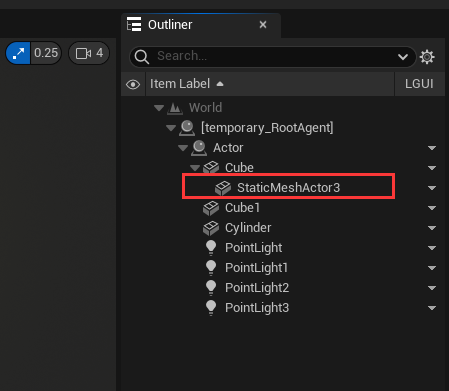 Outliner ×
0.25 4 Search...
Item Label LGUI
World
[temporary_RootAgent]
Actor
Cube
StaticMeshActor3
Cube1
Cylinder
PointLight
PointLight1
PointLight2
PointLight3